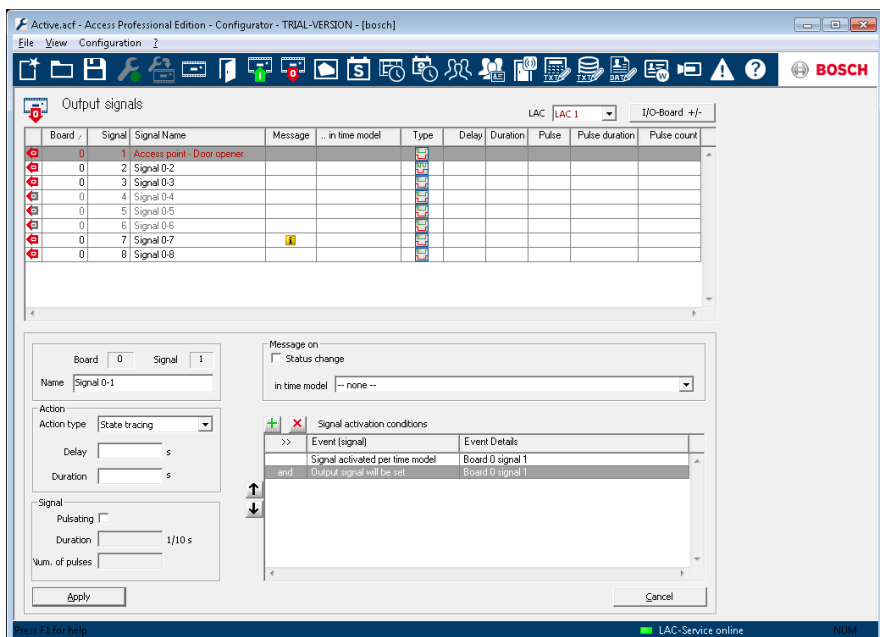 Active.acf - Access Professional Edition - Configurator - TRIAL-VERSION - [bosch]
File View Configuration ?
TXT TXT DAT W
BOSCH
Output signals
LAC LAC 1 I/O-Board +/-
Board Signal Signal Name Message .. in time model Type Delay Duration Pulse Pulse duration Pulse count
0 1 Access point - Door opener
0 2 Signal 0-2
0 3 Signal 0-3
0 4 Signal 0-4
0 5 Signal 0-5
0 6 Signal 0-6
0 7 Signal 0-7
0 8 Signal 0-8
Board 0 Signal 1
Name Signal 0-1
Message on
Status change
in time model -- none --
Action
Action type State tracing
Delay s
Duration s
Signal activation conditions
>> Event (signal) Event Details
Signal activated per time model Board 0 signal 1
and Output signal will be set Board 0 signal 1
Signal
Pulsating
Duration 1/10 s
Num. of pulses
Apply
Cancel
Press F1 for help
LAC-Service online
NUM